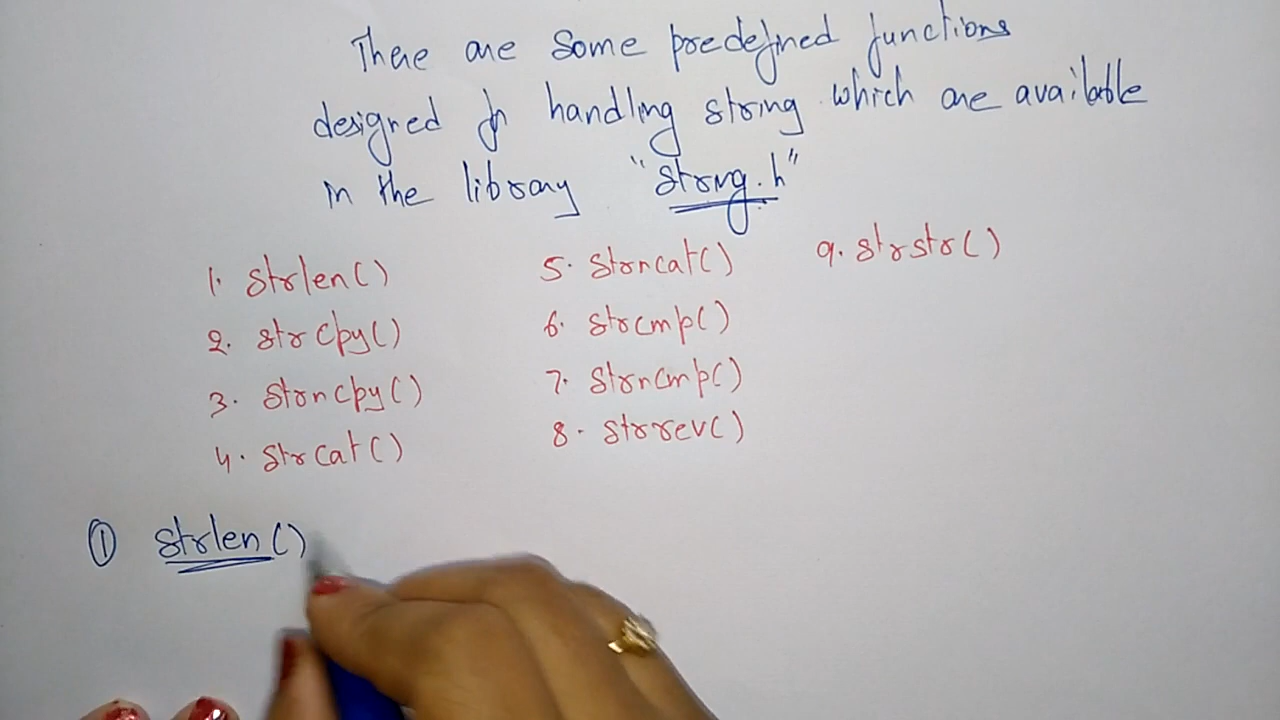 There are some predefined functions
designed for handling string which are available
in the library "string.h"
1. strlen()
2. strcpy()
3. strncpy()
4. strcat()
5. strncat()
6. strcmp()
7. strncmp()
8. strrev()
9. strstr()
① strlen()